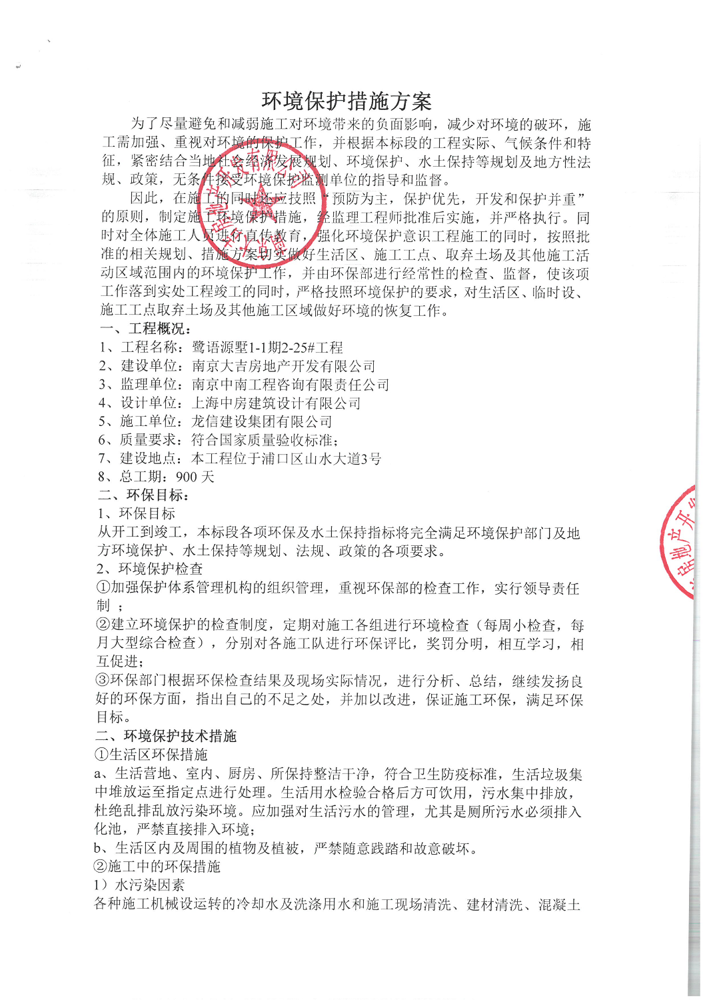 环境保护措施方案
为了尽量避免和减弱施工对环境带来的负面影响，减少对环境的破环，施
工需加强、重视对环境的保护工作，并根据本标段的工程实际、气候条件和特
征，紧密结合当地社会经济发展规划、环境保护、水土保持等规划及地方性法
规、政策，无条件接受环境保护监测单位的指导和监督。
因此，在施工的同时还应技照“预防为主，保护优先，开发和保护并重”
的原则，制定施工环境保护措施，经监理工程师批准后实施，并严格执行。同
时对全体施工人员进行真传教育，强化环境保护意识工程施工的同时，按照批
准的相关规划、措施方案切实做好生活区、施工工点、取弃土场及其他施工活
动区域范围内的环境保护工作，并由环保部进行经常性的检查、监督，使该项
工作落到实处工程竣工的同时，严格技照环境保护的要求，对生活区、临时设、
施工工点取弃土场及其他施工区域做好环境的恢复工作。
一、工程概况：
1、工程名称：鹭语源墅1-1期2-25#工程
2、建设单位：南京大吉房地产开发有限公司
3、监理单位：南京中南工程咨询有限责任公司
4、设计单位：上海中房建筑设计有限公司
5、施工单位：龙信建设集团有限公司
6、质量要求：符合国家质量验收标准；
7、建设地点：本工程位于浦口区山水大道3号
8、总工期：900 天
二、环保目标：
1、环保目标
从开工到竣工，本标段各项环保及水土保持指标将完全满足环境保护部门及地
方环境保护、水土保持等规划、法规、政策的各项要求。
2、环境保护检查
①加强保护体系管理机构的组织管理，重视环保部的检查工作，实行领导责任
制 ；
②建立环境保护的检查制度，定期对施工各组进行环境检查（每周小检查，每
月大型综合检查），分别对各施工队进行环保评比，奖罚分明，相互学习，相
互促进；
③环保部门根据环保检查结果及现场实际情况，进行分析、总结，继续发扬良
好的环保方面，指出自己的不足之处，并加以改进，保证施工环保，满足环保
目标。
二、环境保护技术措施
①生活区环保措施
a、生活营地、室内、厨房、所保持整洁干净，符合卫生防疫标准，生活垃圾集
中堆放运至指定点进行处理。生活用水检验合格后方可饮用，污水集中排放，
杜绝乱排乱放污染环境。应加强对生活污水的管理，尤其是厕所污水必须排入
化池，严禁直接排入环境；
b、生活区内及周围的植物及植被，严禁随意践踏和故意破坏。
②施工中的环保措施
1）水污染因素
各种施工机械设运转的冷却水及洗涤用水和施工现场清洗、建材清洗、混凝土
南京大吉房地产开发有限公司
房地产开发